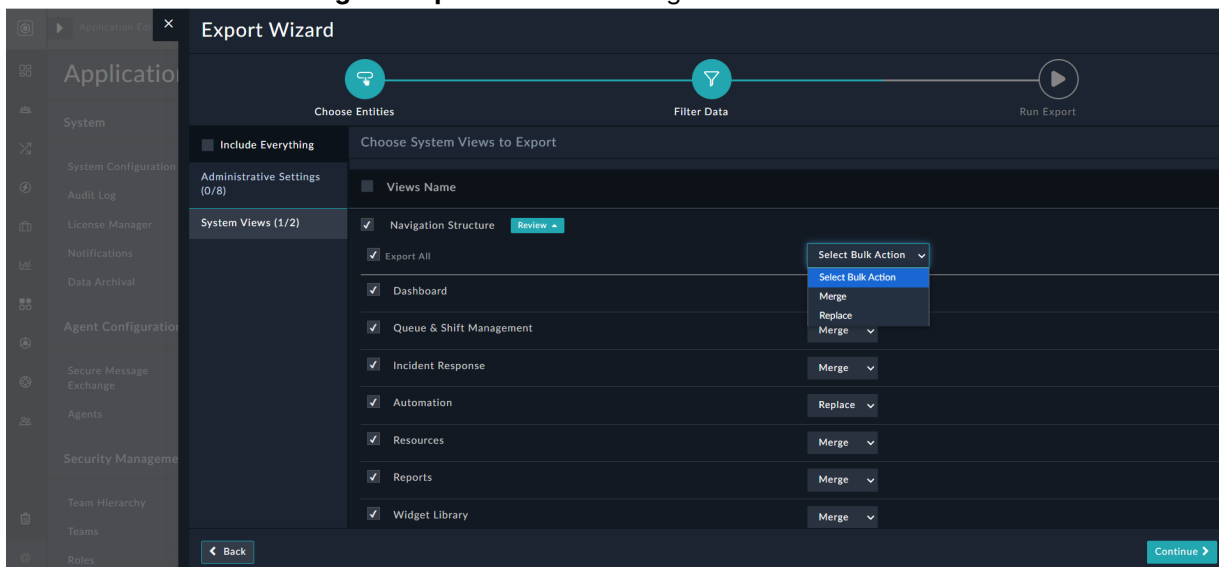 Application Edi
Export Wizard
Application
System
System Configuration
Audit Log
License Manager
Notifications
Data Archival
Agent Configuration
Secure Message
Exchange
Agents
Security Manageme
Team Hierarchy
Teams
Roles
Choose Entities
Filter Data
Run Export
Include Everything
Administrative Settings
(0/8)
System Views (1/2)
Choose System Views to Export
Views Name
Navigation Structure Review
Export All Select Bulk Action
Select Bulk Action
Merge
Replace
Dashboard
Queue & Shift Management Merge
Incident Response Merge
Automation Replace
Resources Merge
Reports Merge
Widget Library Merge
Back
Continue